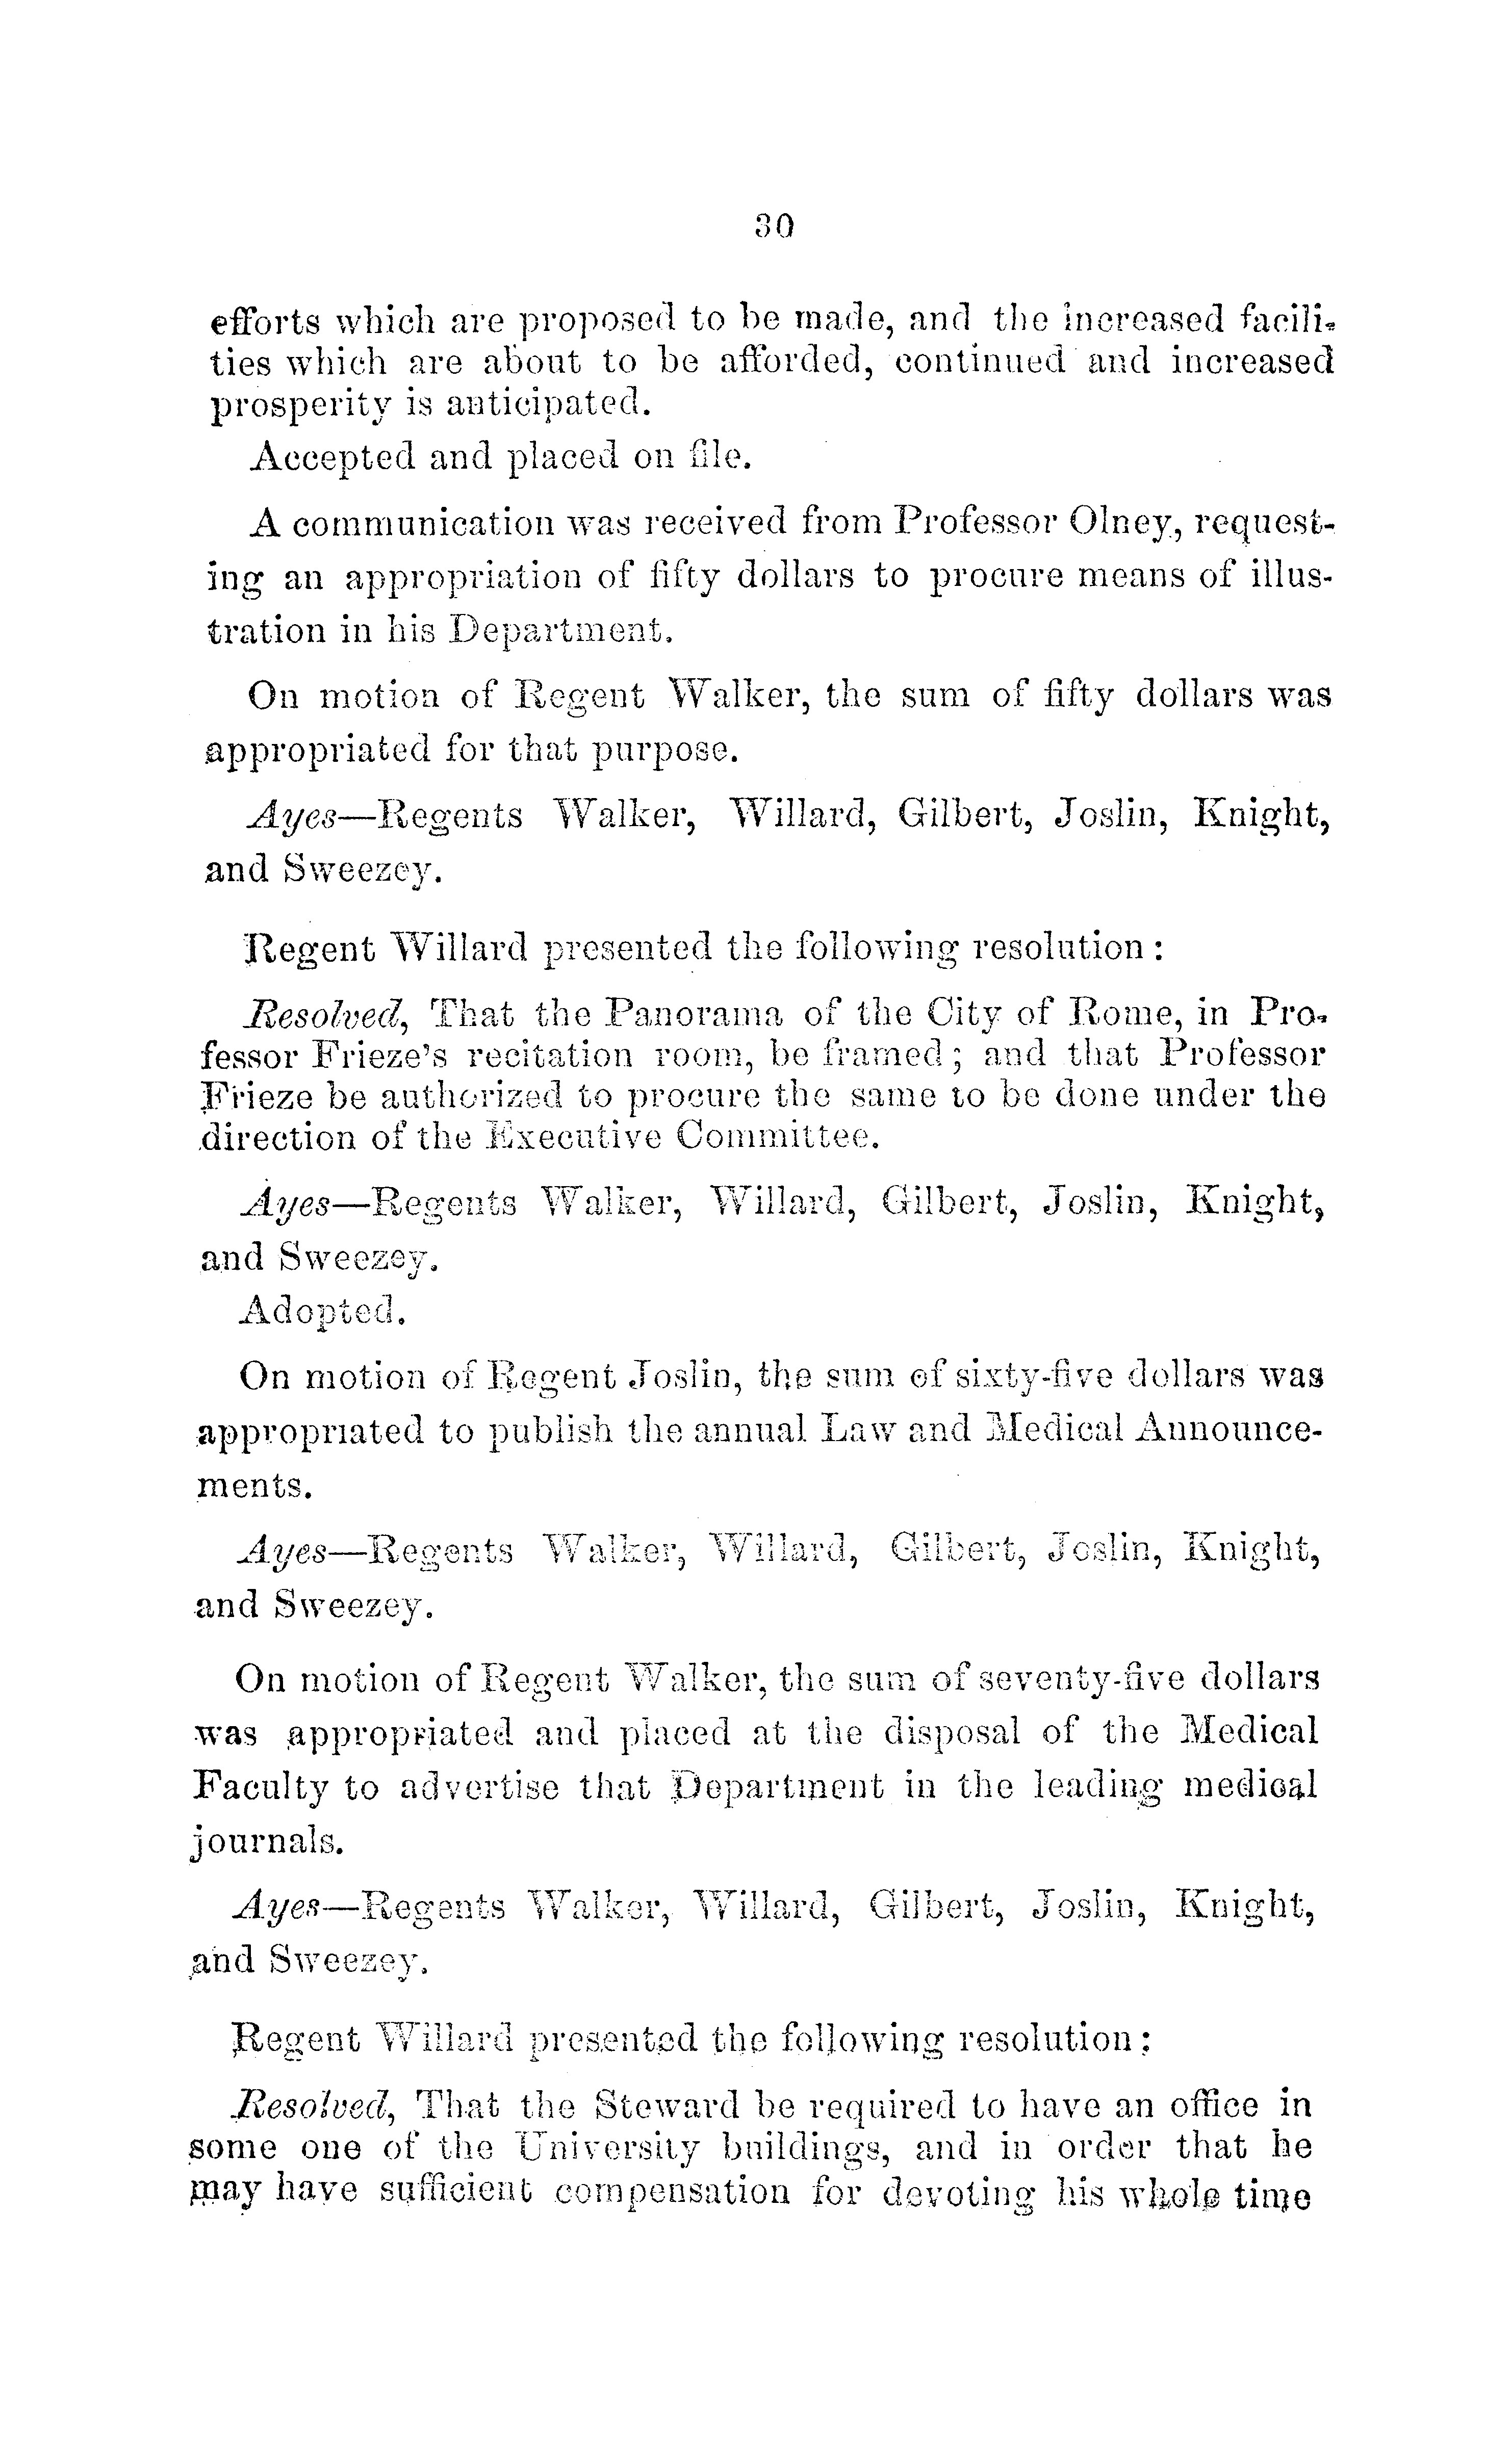 30
efforts which are proposed to be made, and the increased facili-
ties which are about to be afforded, continued and increased
prosperity is anticipated.
Accepted and placed on file.
A communication was received from Professor Olney, request-
ing an appropriation of fifty dollars to procure means of illus-
tration in his Department.
On motion of Regent Walker, the sum of fifty dollars was
appropriated for that purpose.
Ayes—Regents Walker, Willard, Gilbert, Joslin, Knight,
and Sweezey.
Regent Willard presented the following resolution:
Resolved, That the Panorama of the City of Rome, in Pro-
fessor Frieze's recitation room, be framed; and that Professor
Frieze be authorized to procure the same to be done under the
direction of the Executive Committee.
Ayes—Regents Walker, Willard, Gilbert, Joslin, Knight,
and Sweezey.
Adopted.
On motion of Regent Joslin, the sum of sixty-five dollars was
appropriated to publish the annual Law and Medical Announce-
ments.
Ayes—Regents Walker, Willard, Gilbert, Joslin, Knight,
and Sweezey.
On motion of Regent Walker, the sum of seventy-five dollars
was appropriated and placed at the disposal of the Medical
Faculty to advertise that Department in the leading medical
journals.
Ayes—Regents Walker, Willard, Gilbert, Joslin, Knight,
and Sweezey.
Regent Willard presented the following resolution:
Resolved, That the Steward be required to have an office in
some one of the University buildings, and in order that he
may have sufficient compensation for devoting his whole time